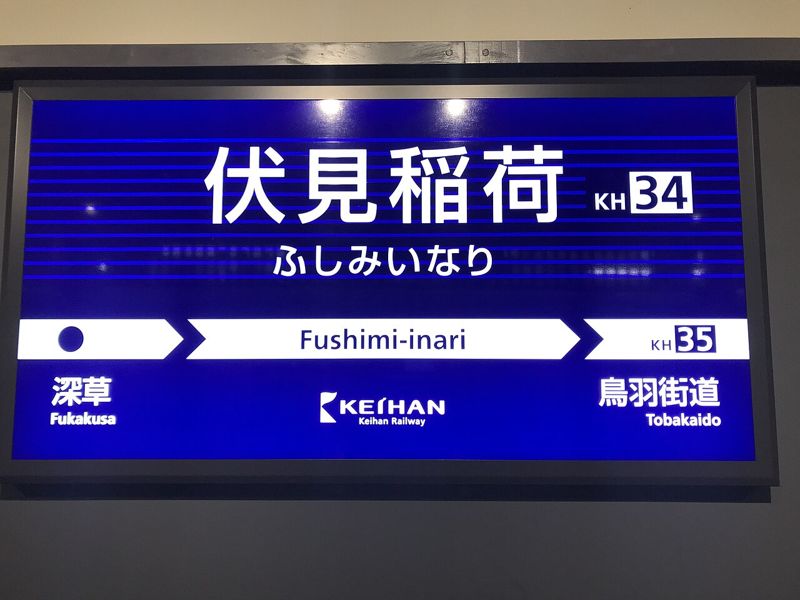 伏見稲荷 KH 34
ふしみいなり
Fushimi-inari
KH 35
深草
Fukakusa
KEIHAN
Keihan Railway
鳥羽街道
Tobakaido